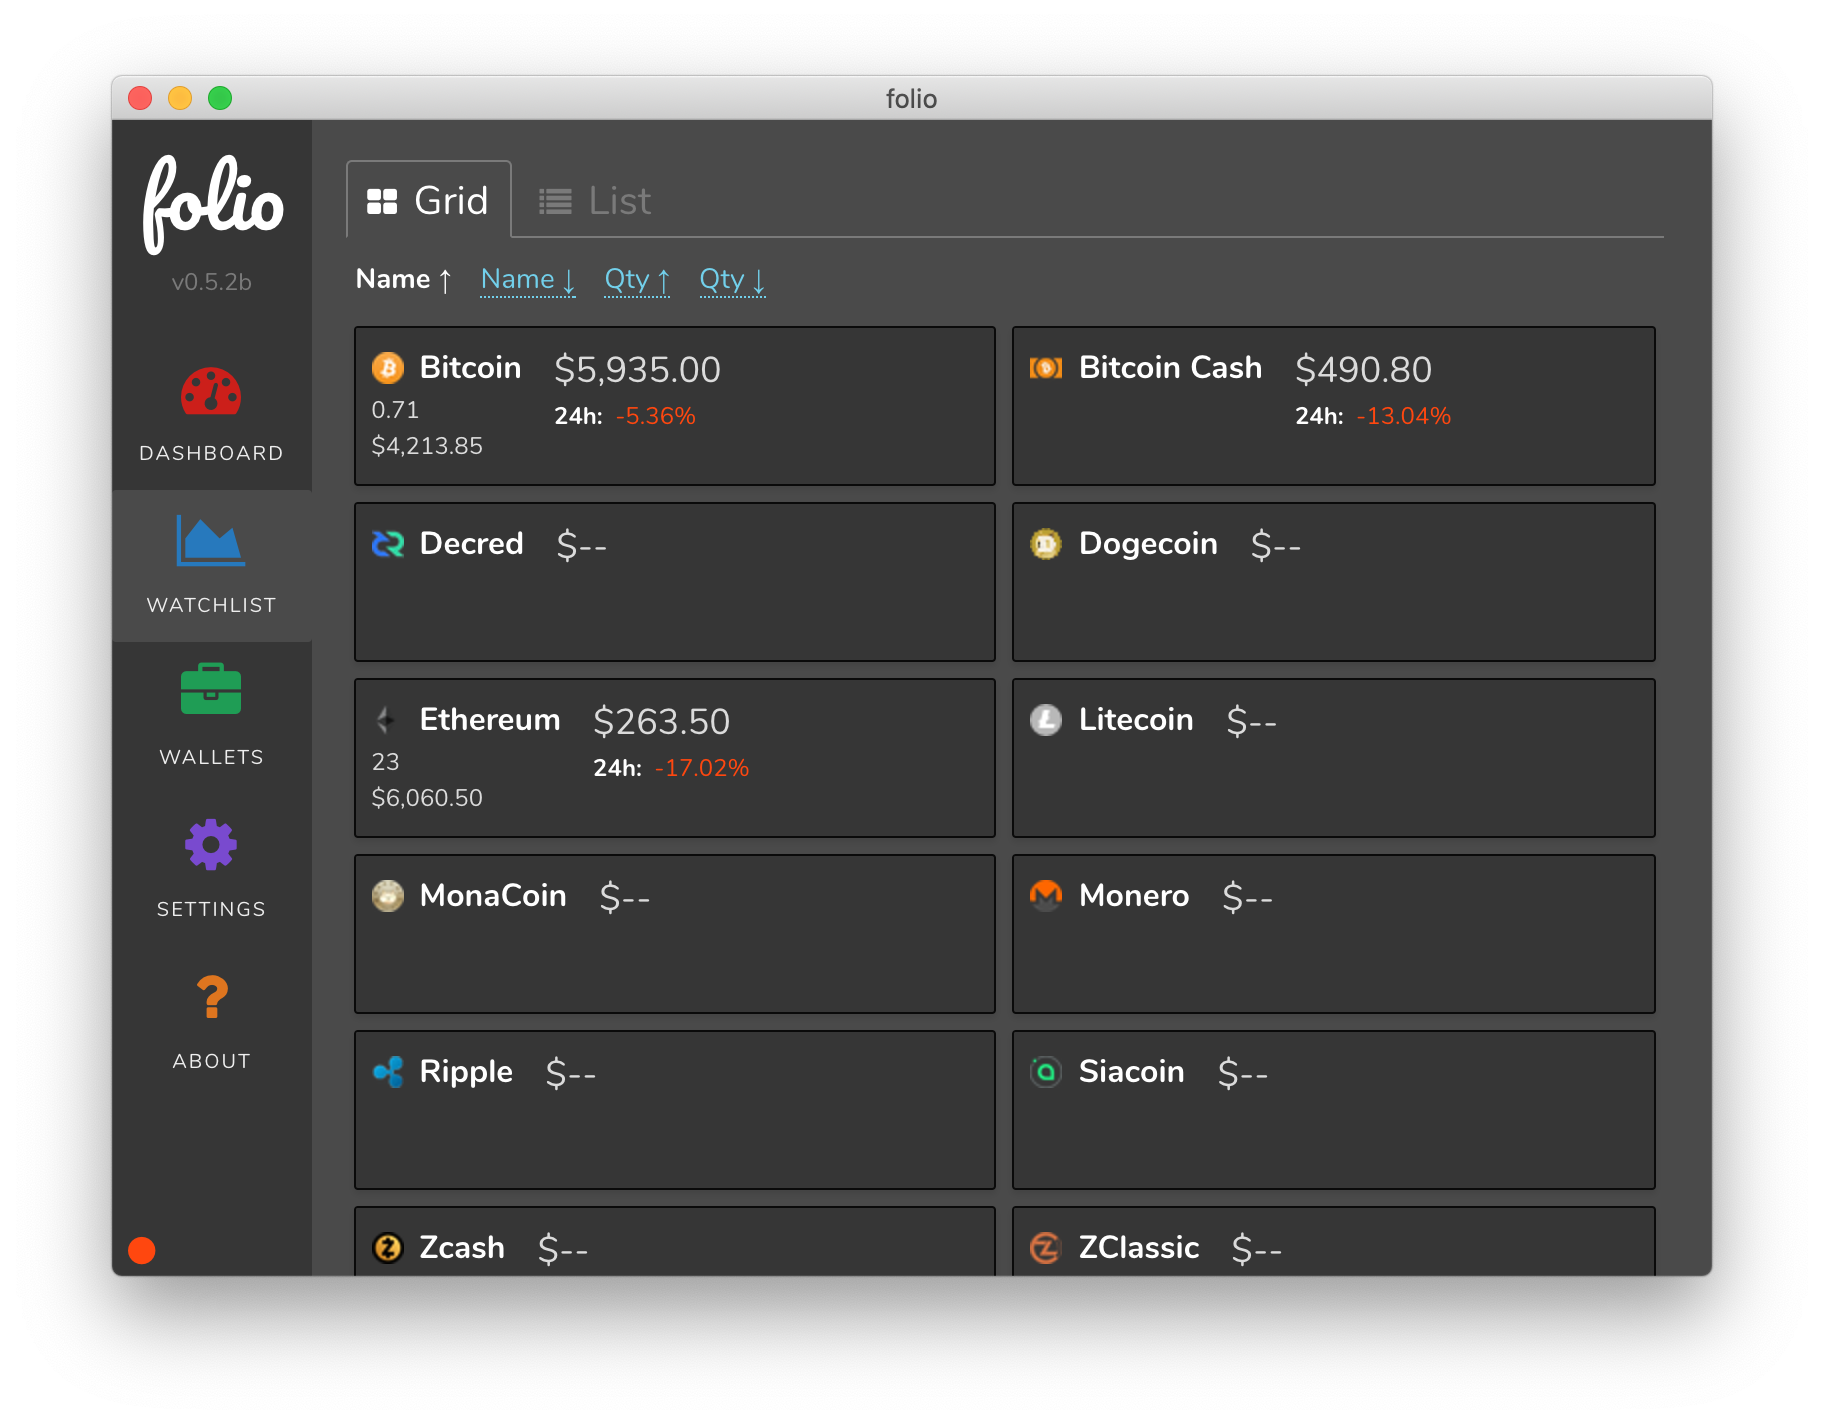 folio
folio
v0.5.2b
DASHBOARD
WATCHLIST
WALLETS
SETTINGS
ABOUT
Grid List
Name ↑ Name ↓ Qty ↑ Qty ↓
Bitcoin $5,935.00
0.71
24h: -5.36%
$4,213.85
Bitcoin Cash $490.80
24h: -13.04%
Decred $--
Dogecoin $--
Ethereum $263.50
23
24h: -17.02%
$6,060.50
Litecoin $--
MonaCoin $--
Monero $--
Ripple $--
Siacoin $--
Zcash $--
ZClassic $--